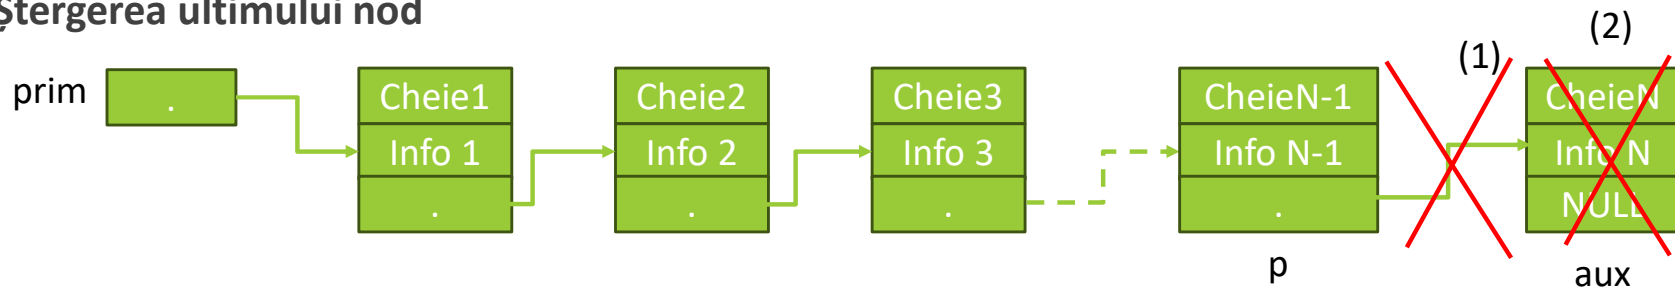 Ștergerea ultimului nod
(2)
(1)
prim . Cheie1 Cheie2 Cheie3 CheieN-1 CheieN
Info 1 Info 2 Info 3 Info N-1 Info N
. . . . NULL
p aux